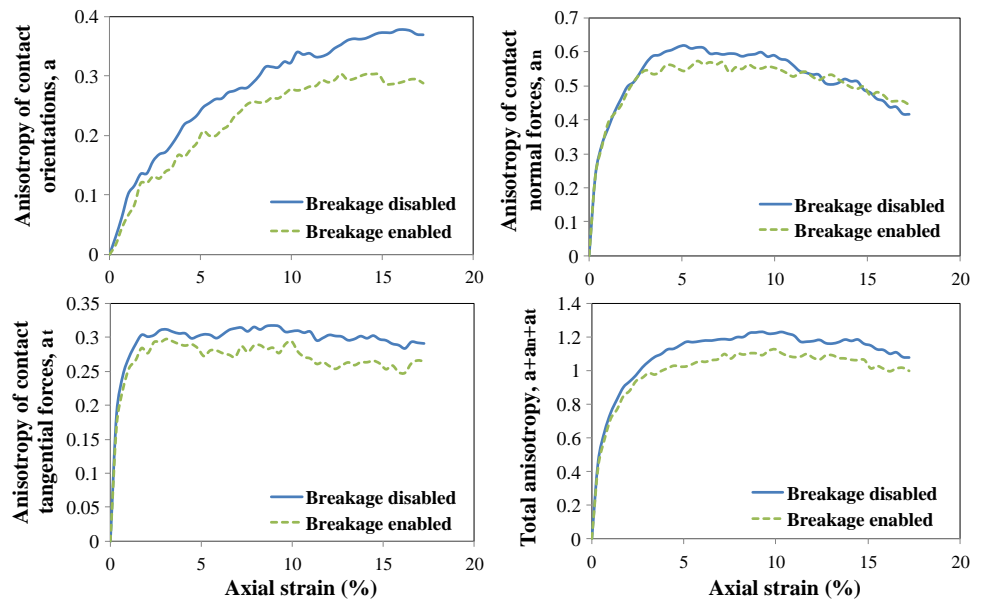 Anisotropy of contact
orientations, a
0.4
0.3
0.2
0.1
0
0 5 10 15 20
Breakage disabled
Breakage enabled
Anisotropy of contact
normal forces, an
0.7
0.6
0.5
0.4
0.3
0.2
0.1
0
0 5 10 15 20
Breakage disabled
Breakage enabled
Anisotropy of contact
tangential forces, at
0.35
0.3
0.25
0.2
0.15
0.1
0.05
0
0 5 10 15 20
Breakage disabled
Breakage enabled
Axial strain (%)
Total anisotropy, a+an+at
1.4
1.2
1
0.8
0.6
0.4
0.2
0
0 5 10 15 20
Breakage disabled
Breakage enabled
Axial strain (%)